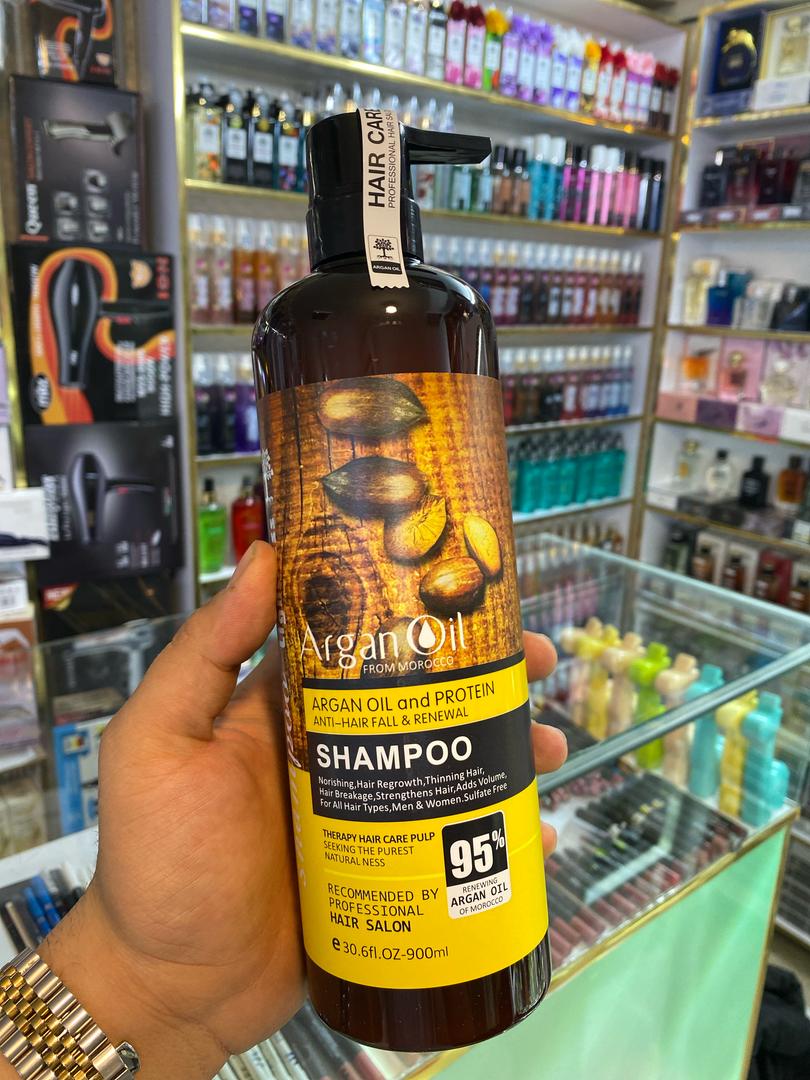 HAIR CARE
PROFESSIONAL HAIR SA
ARGAN OIL
Argan Oil
FROM MOROCCO
ARGAN OIL and PROTEIN
ANTI-HAIR FALL & RENEWAL
SHAMPOO
Norishing,Hair Regrowth,Thinning Hair,
Hair Breakage,Strengthens Hair,Adds Volume,
For All Hair Types,Men & Women.Sulfate Free
THERAPY HAIR CARE PULP
SEEKING THE PUREST
NATURAL NESS
95%
RENEWING
ARGAN OIL
OF MOROCCO
RECOMMENDED BY
PROFESSIONAL
HAIR SALON
e 30.6fl.OZ-900ml
Queen